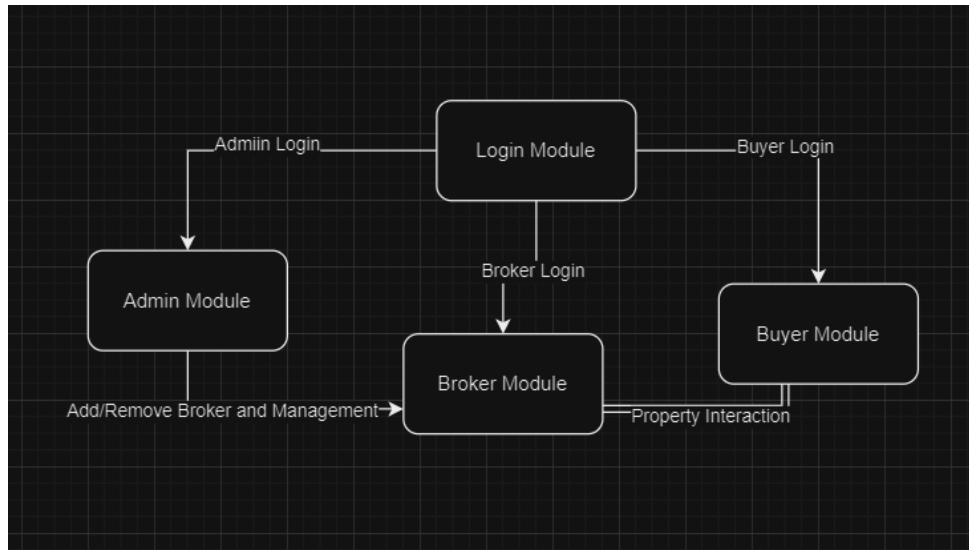 Admiin Login
Login Module
Buyer Login
Broker Login
Admin Module
Buyer Module
Broker Module
Add/Remove Broker and Management
Property Interaction